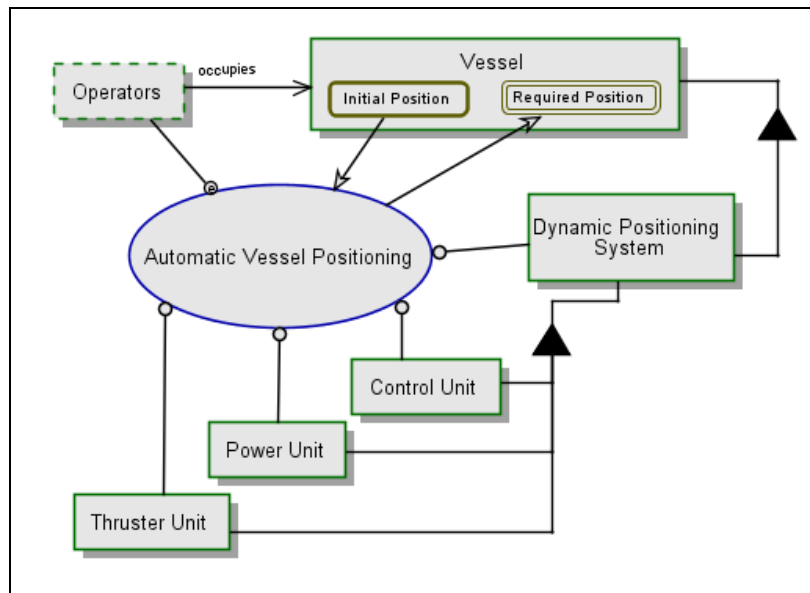 occupies
Vessel
Operators
Initial Position
Required Position
e
Dynamic Positioning
System
Automatic Vessel Positioning
Control Unit
Power Unit
Thruster Unit